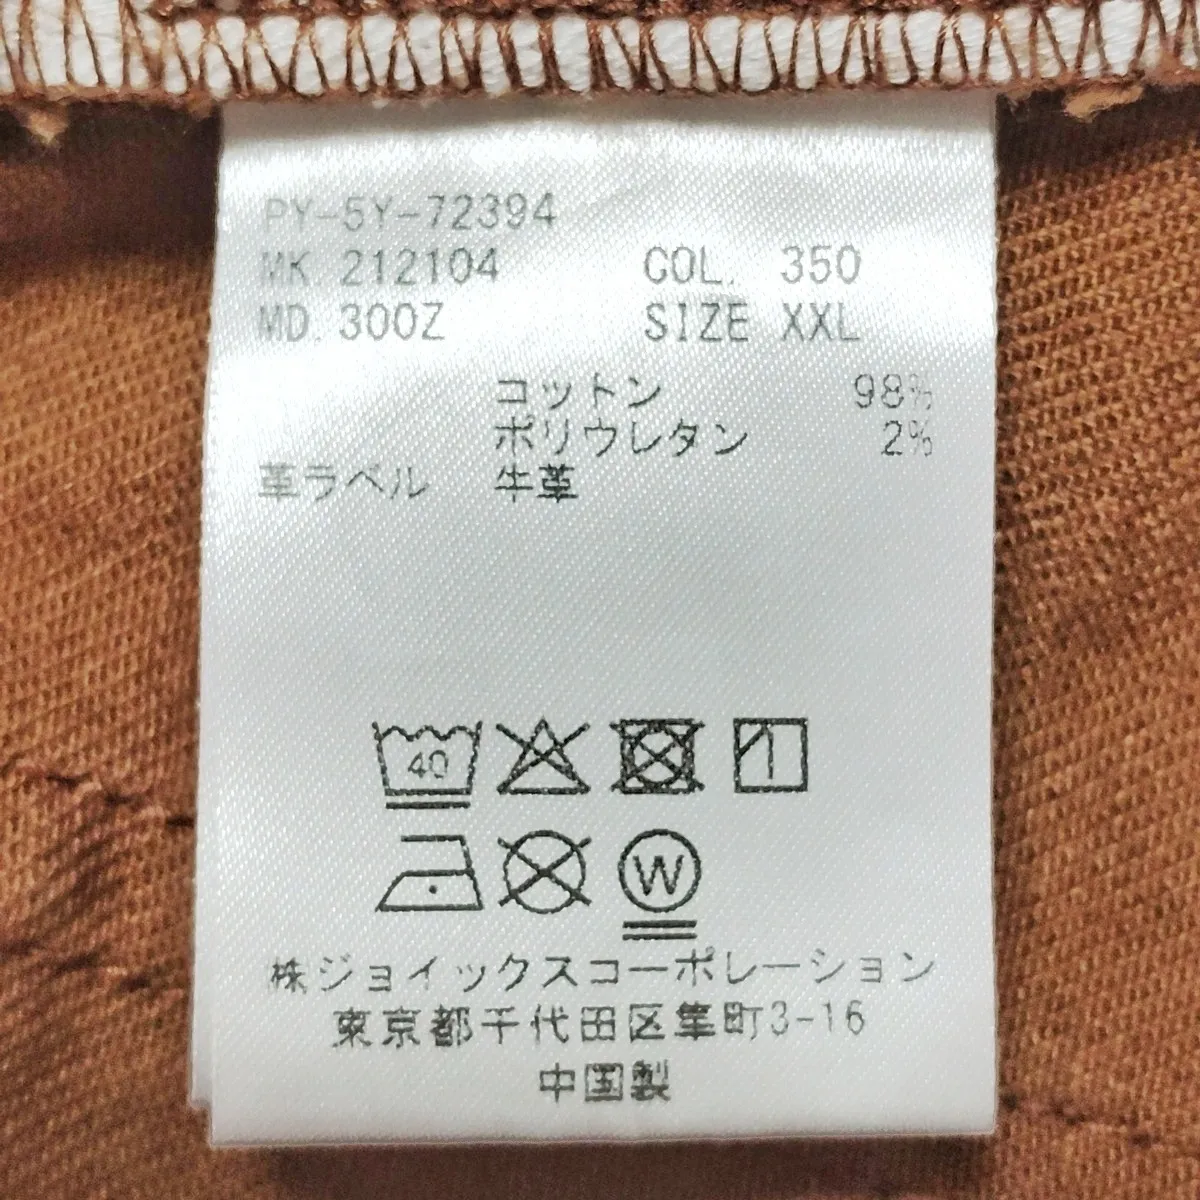 PY-5Y-72394
MK. 212104 COL. 350
MD. 300Z SIZE XXL
コットン 98%
ポリウレタン 2%
革ラベル 牛革
40
W
株ジョイックスコーポレーション
東京都千代田区隼町3-16
中国製